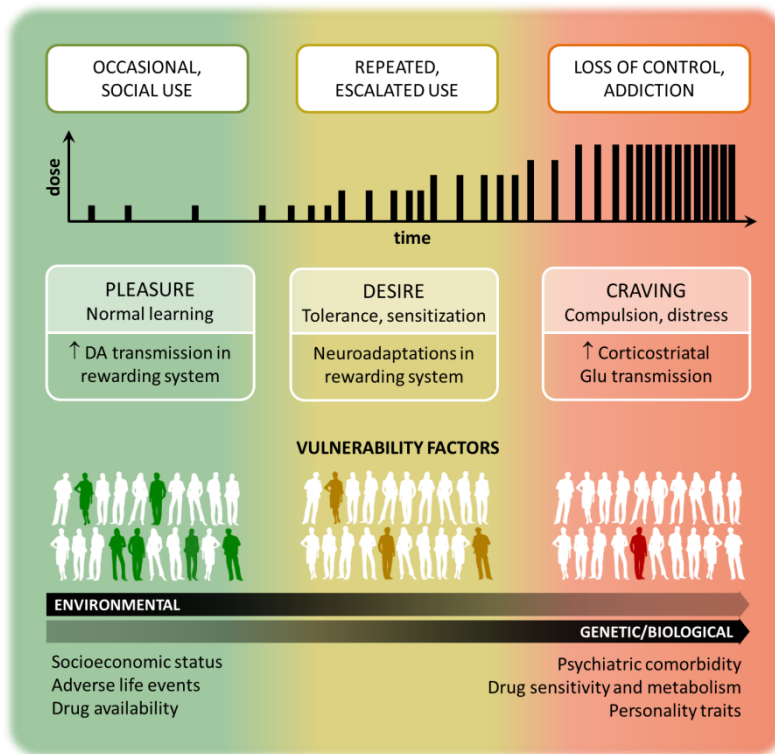 OCCASIONAL,
SOCIAL USE
REPEATED,
ESCALATED USE
LOSS OF CONTROL,
ADDICTION
dose
time
PLEASURE
Normal learning
↑ DA transmission in
rewarding system
DESIRE
Tolerance, sensitization
Neuroadaptations in
rewarding system
CRAVING
Compulsion, distress
↑ Corticostriatal
Glu transmission
VULNERABILITY FACTORS
ENVIRONMENTAL
GENETIC/BIOLOGICAL
Socioeconomic status
Adverse life events
Drug availability
Psychiatric comorbidity
Drug sensitivity and metabolism
Personality traits